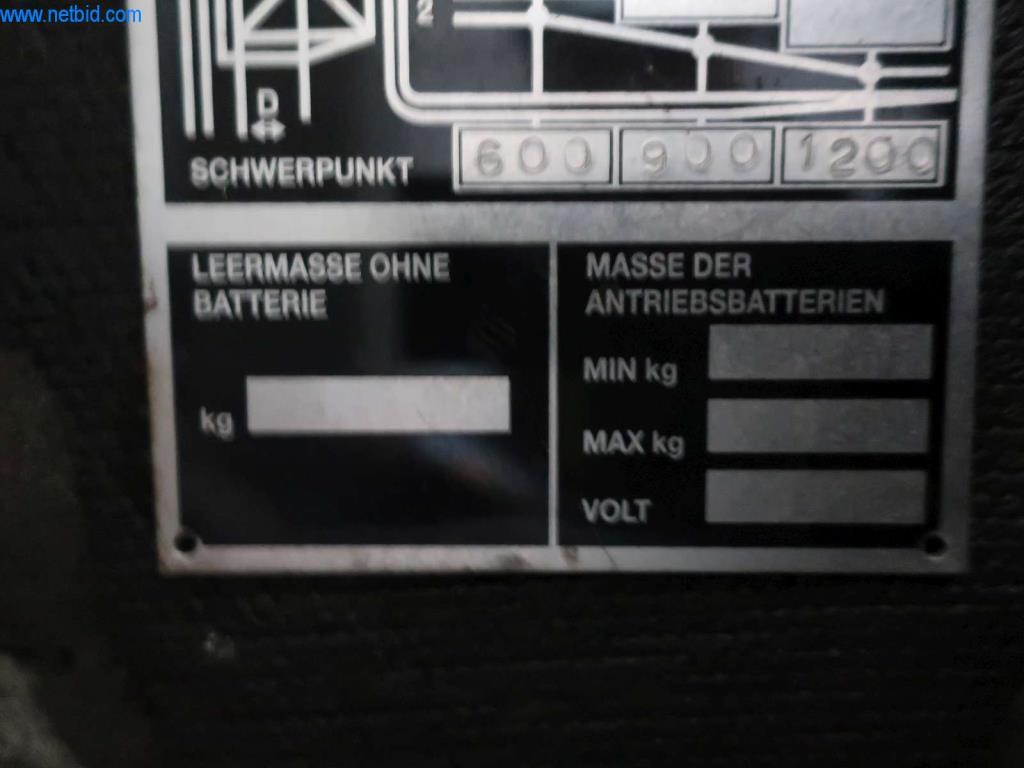 www.netbid.com
2
D
SCHWERPUNKT 600 900 1200
LEERMASSE OHNE
BATTERIE
kg
MASSE DER
ANTRIEBSBATTERIEN
MIN kg
MAX kg
VOLT